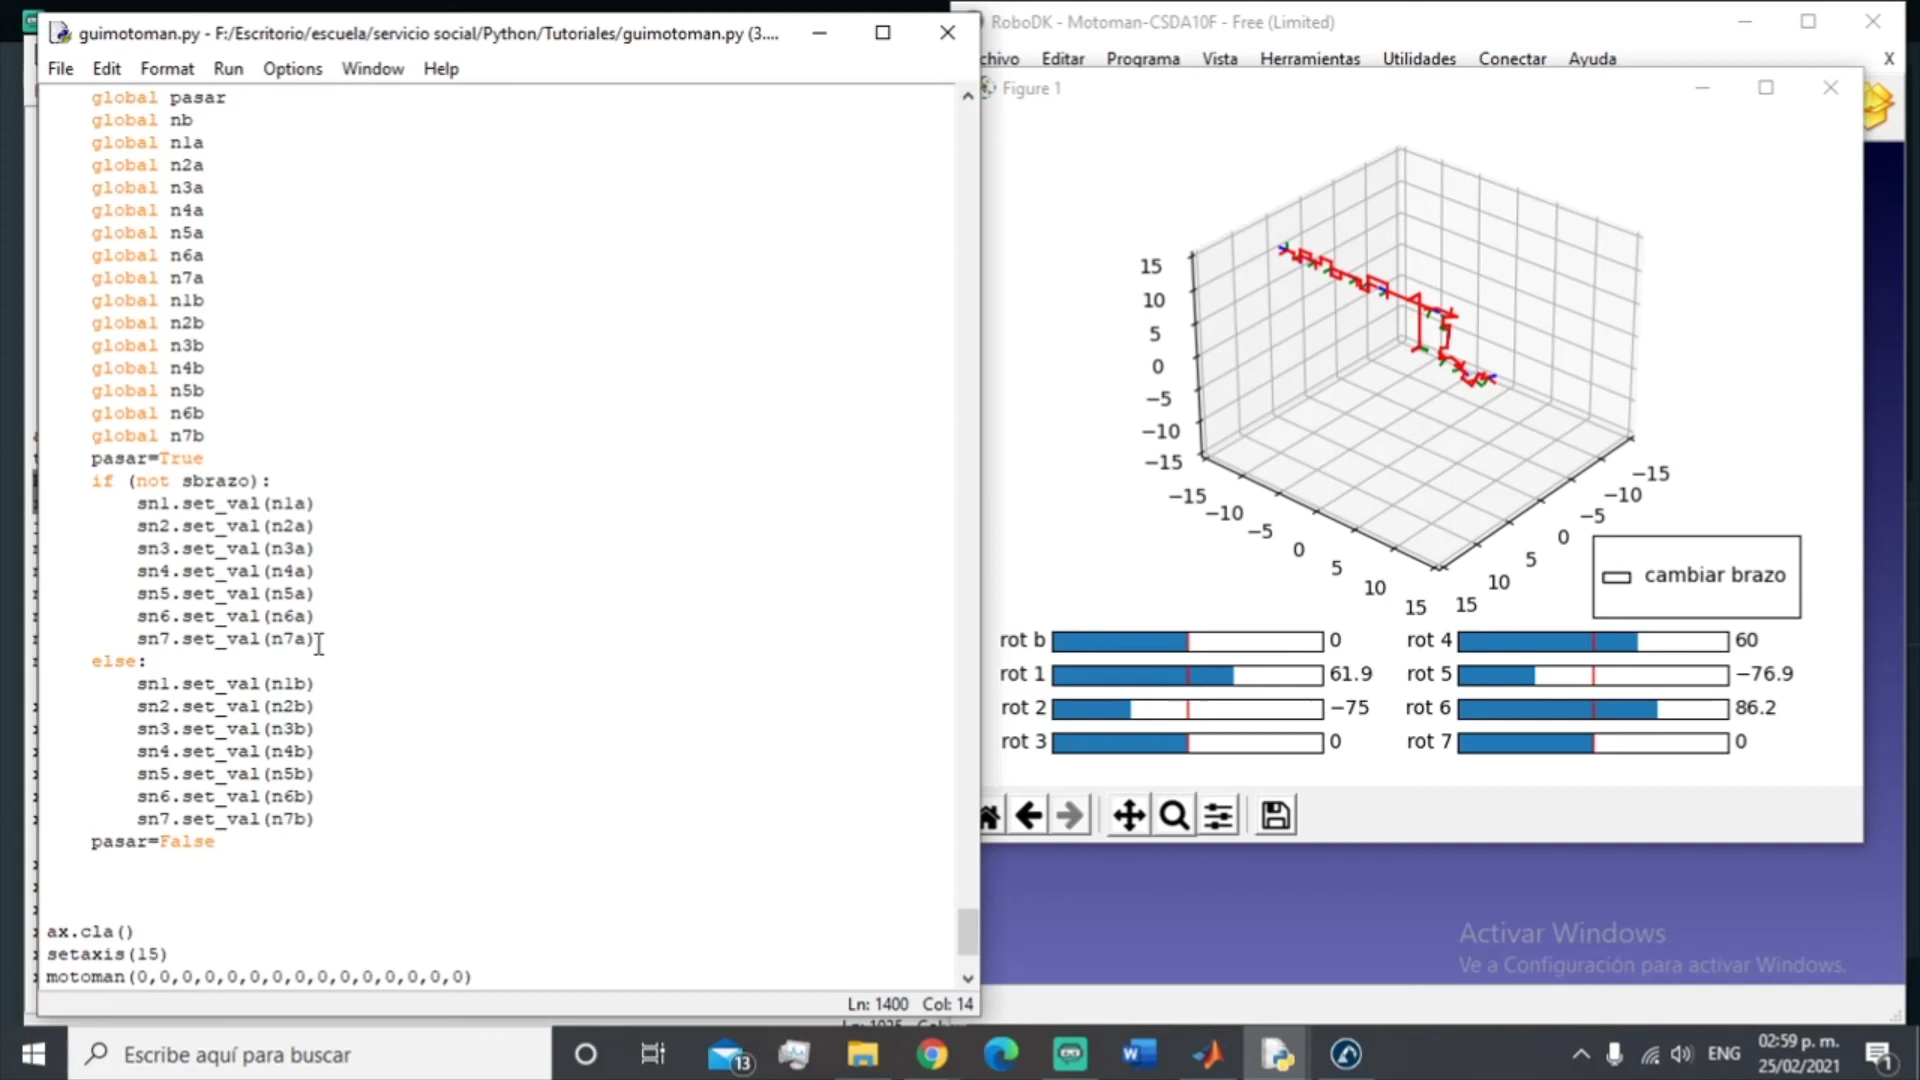 guimotoman.py - F:/Escritorio/escuela/servicio social/Python/Tutoriales/guimotoman.py (3....
File Edit Format Run Options Window Help
global pasar
global nb
global n1a
global n2a
global n3a
global n4a
global n5a
global n6a
global n7a
global n1b
global n2b
global n3b
global n4b
global n5b
global n6b
global n7b
pasar=True
if (not sbrazo):
sn1.set_val(n1a)
sn2.set_val(n2a)
sn3.set_val(n3a)
sn4.set_val(n4a)
sn5.set_val(n5a)
sn6.set_val(n6a)
sn7.set_val(n7a)
else:
sn1.set_val(n1b)
sn2.set_val(n2b)
sn3.set_val(n3b)
sn4.set_val(n4b)
sn5.set_val(n5b)
sn6.set_val(n6b)
sn7.set_val(n7b)
pasar=False
ax.cla()
setaxis(15)
motoman(0,0,0,0,0,0,0,0,0,0,0,0,0,0,0)
Ln: 1400 Col: 14
RoboDK - Motoman-CSDA10F - Free (Limited)
chivo Editar Programa Vista Herramientas Utilidades Conectar Ayuda X
Figure 1
15
10
5
0
−5
−10
−15
−15
−10
−5
0
5
10
15
−15
−10
−5
0
5
10
15
cambiar brazo
rot b 0
rot 1 61.9
rot 2 −75
rot 3 0
rot 4 60
rot 5 −76.9
rot 6 86.2
rot 7 0
Activar Windows
Ve a Configuración para activar Windows.
Escribe aquí para buscar
13
ENG
02:59 p. m.
25/02/2021
1